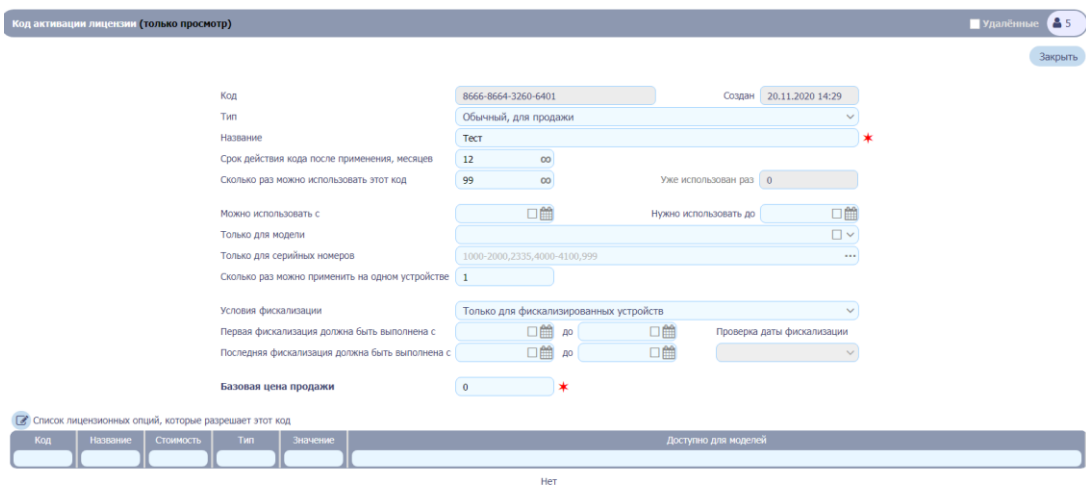 Код активации лицензии (только просмотр) Удалённые 5
Закрыть
Код 8666-8664-3260-6401 Создан 20.11.2020 14:29
Тип Обычный, для продажи
Название Тест
Срок действия кода после применения, месяцев 12 ∞
Сколько раз можно использовать этот код 99 ∞ Уже использован раз 0
Можно использовать с Нужно использовать до
Только для модели
Только для серийных номеров 1000-2000,2335,4000-4100,999 ...
Сколько раз можно применить на одном устройстве 1
Условия фискализации Только для фискализированных устройств
Первая фискализация должна быть выполнена с до Проверка даты фискализации
Последняя фискализация должна быть выполнена с до
Базовая цена продажи 0
Список лицензионных опций, которые разрешает этот код
Код Название Стоимость Тип Значение Доступно для моделей
Нет